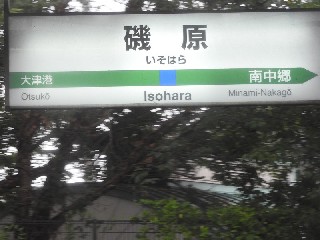 磯原
いそはら
大津港 南中郷
Otsukō Isohara Minami-Nakagō